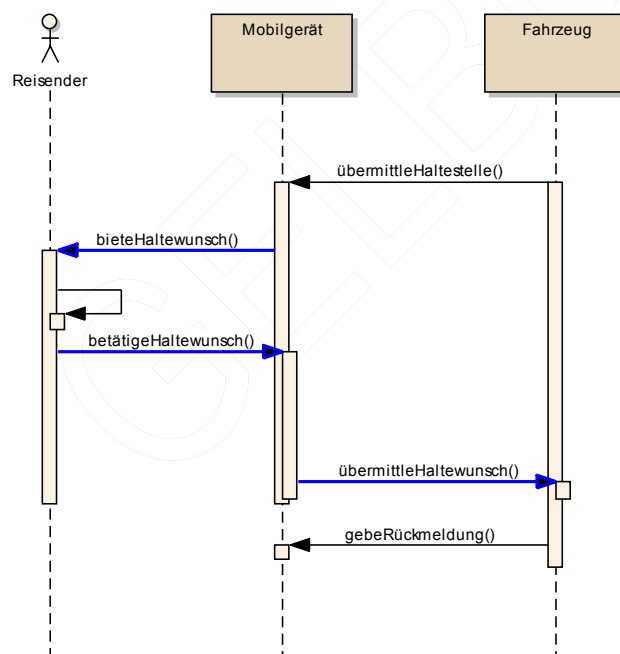 Mobilgerät
Fahrzeug
Reisender
übermittleHaltestelle()
bieteHaltewunsch()
betätigeHaltewunsch()
übermittleHaltewunsch()
gebeRückmeldung()